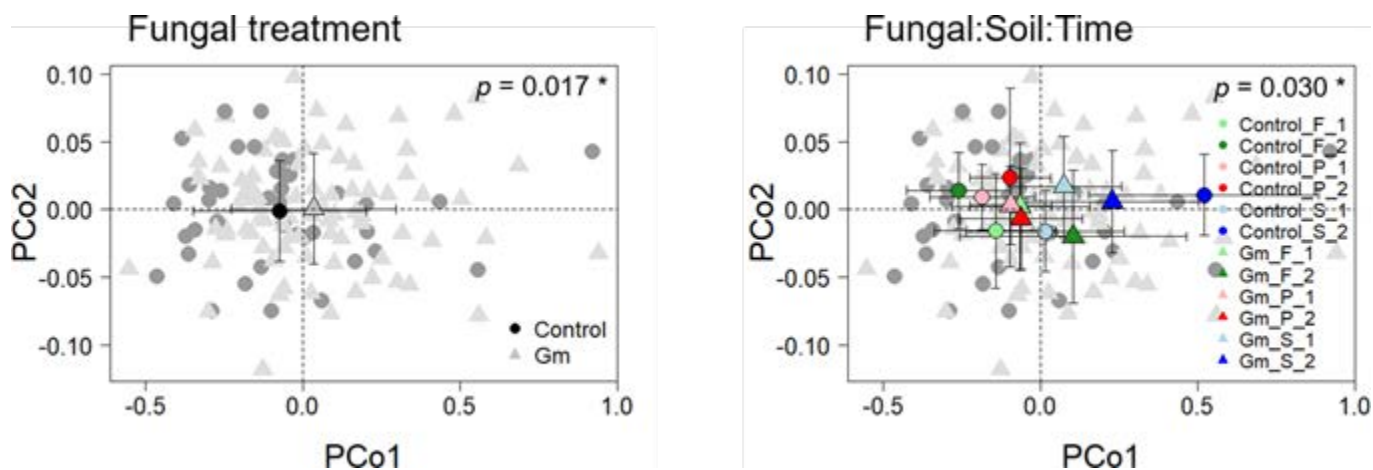 Fungal treatment
p = 0.017 *
PCo2
0.10
0.05
0.00
-0.05
-0.10
Control
Gm
-0.5
0.0
0.5
1.0
PCo1
Fungal:Soil:Time
p = 0.030 *
PCo2
0.10
0.05
0.00
-0.05
-0.10
Control_F_1
Control_F_2
Control_P_1
Control_P_2
Control_S_1
Control_S_2
Gm_F_1
Gm_F_2
Gm_P_1
Gm_P_2
Gm_S_1
Gm_S_2
-0.5
0.0
0.5
1.0
PCo1